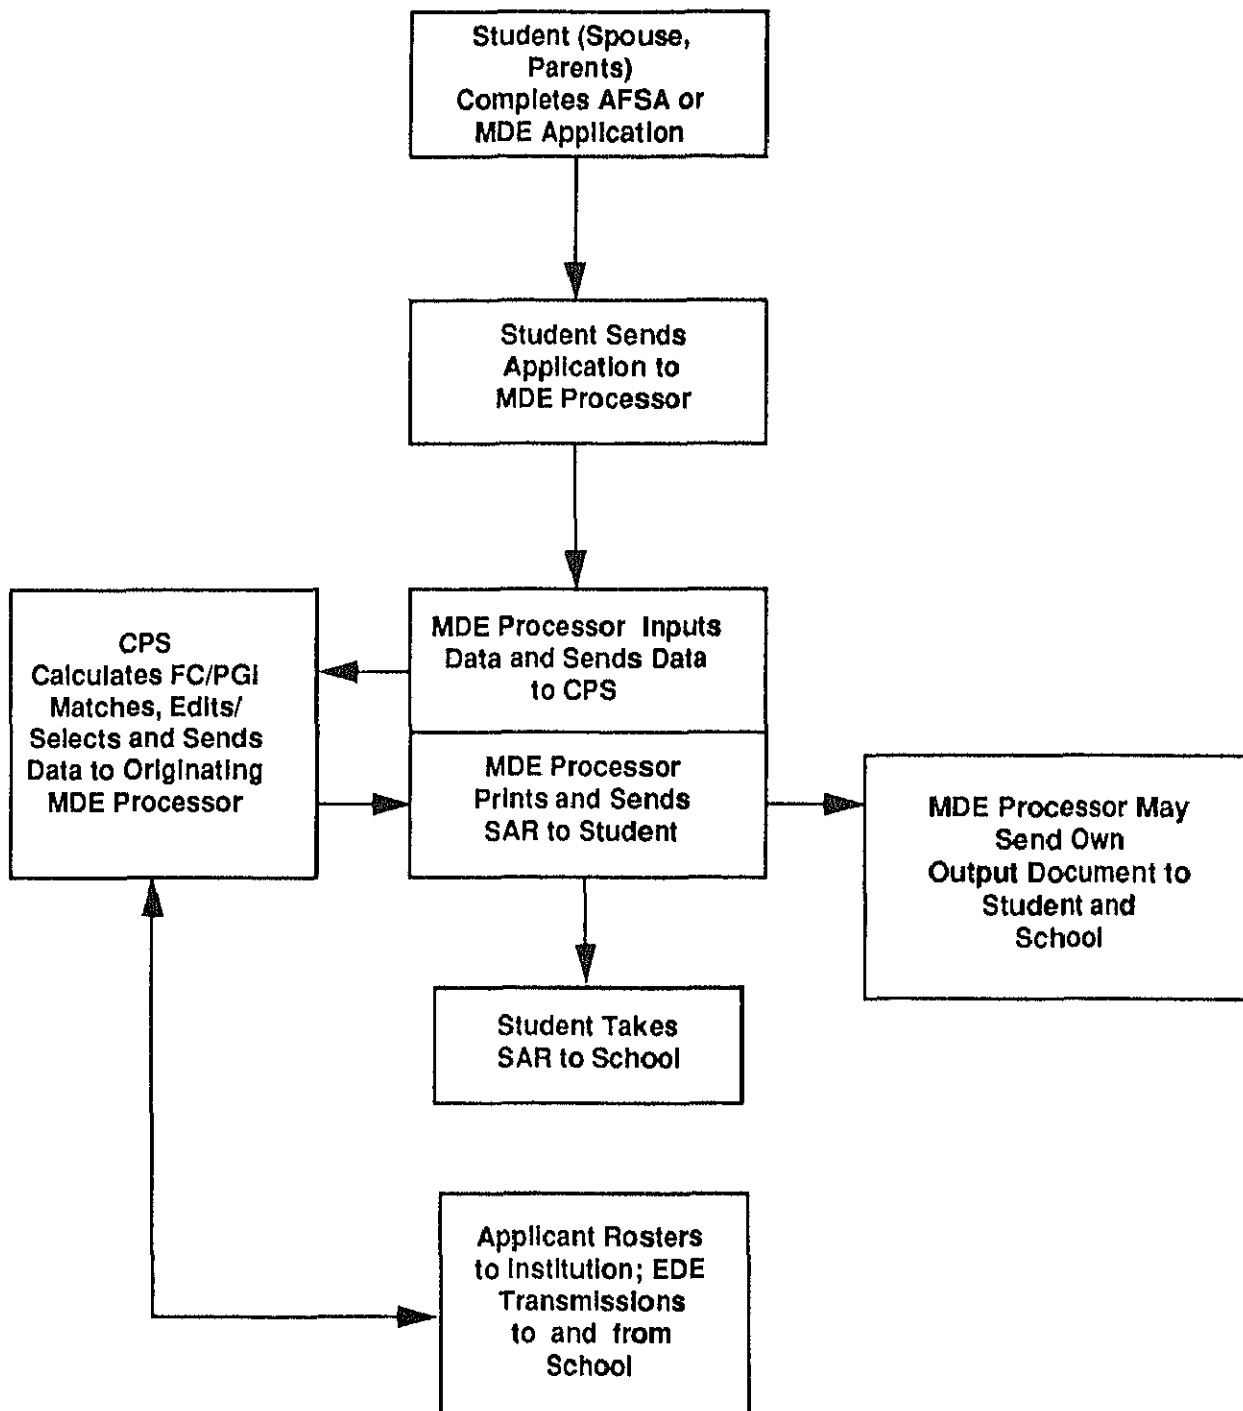 Student (Spouse,
Parents)
Completes AFSA or
MDE Application
Student Sends
Application to
MDE Processor
MDE Processor Inputs
Data and Sends Data
to CPS
CPS
Calculates FC/PGI
Matches, Edits/
Selects and Sends
Data to Originating
MDE Processor
MDE Processor
Prints and Sends
SAR to Student
MDE Processor May
Send Own
Output Document to
Student and
School
Student Takes
SAR to School
Applicant Rosters
to Institution; EDE
Transmissions
to and from
School